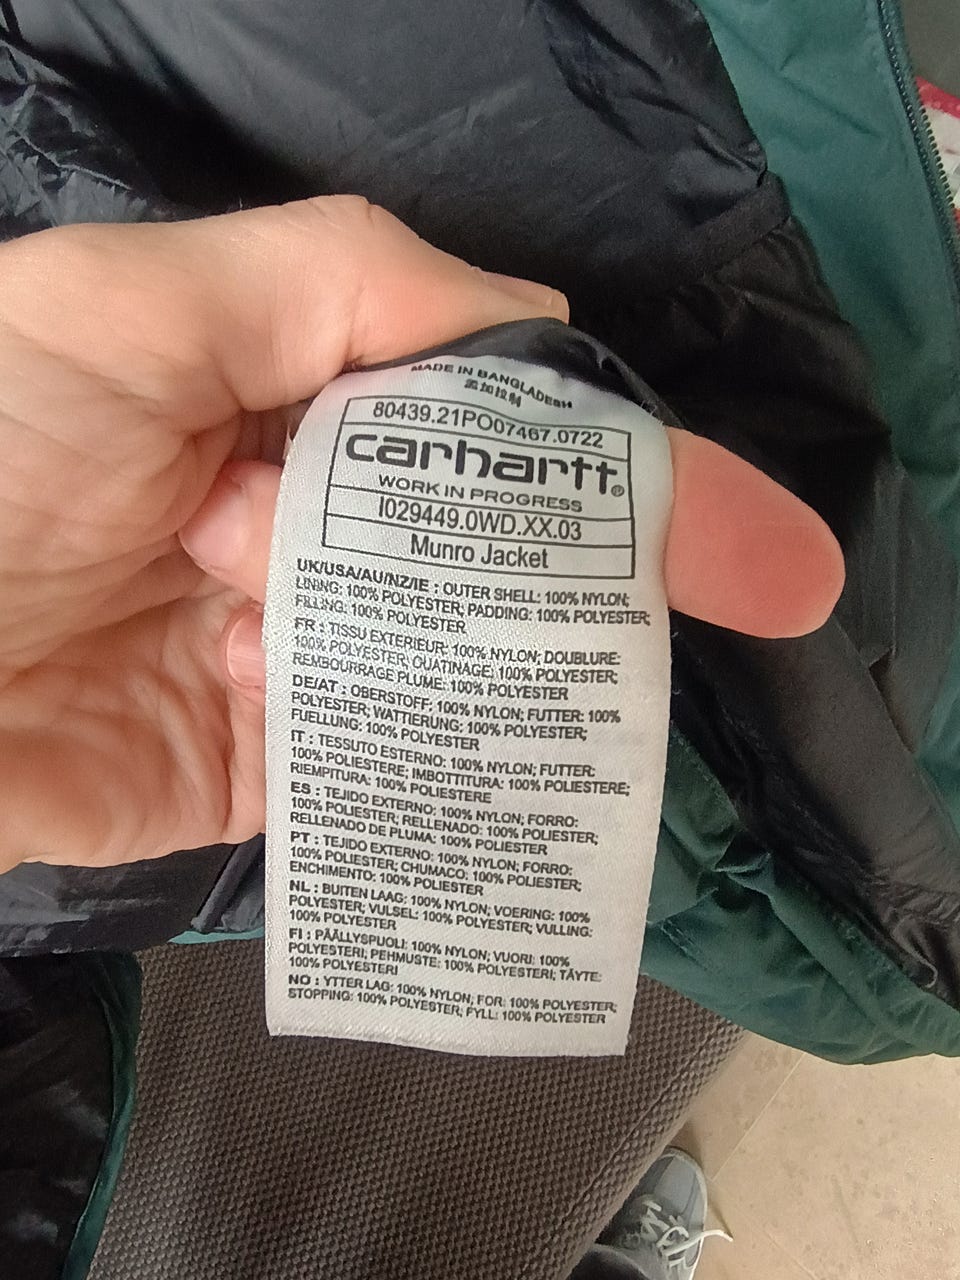 MADE IN BANGLADESH
孟加拉制
80439.21PO07467.0722
carhartt®
WORK IN PROGRESS
I029449.0WD.XX.03
Munro Jacket
UK/USA/AU/NZ/IE : OUTER SHELL: 100% NYLON;
LINING: 100% POLYESTER; PADDING: 100% POLYESTER;
FILLING: 100% POLYESTER
FR : TISSU EXTERIEUR: 100% NYLON; DOUBLURE:
100% POLYESTER; OUATINAGE: 100% POLYESTER;
REMBOURRAGE PLUME: 100% POLYESTER
DE/AT : OBERSTOFF: 100% NYLON; FUTTER: 100%
POLYESTER; WATTIERUNG: 100% POLYESTER;
FUELLUNG: 100% POLYESTER
IT : TESSUTO ESTERNO: 100% NYLON; FUTTER:
100% POLIESTERE; IMBOTTITURA: 100% POLIESTERE;
RIEMPITURA: 100% POLIESTERE
ES : TEJIDO EXTERNO: 100% NYLON; FORRO:
100% POLIESTER; RELLENADO: 100% POLIESTER;
RELLENADO DE PLUMA: 100% POLIESTER
PT : TEJIDO EXTERNO: 100% NYLON; FORRO:
100% POLIESTER; CHUMACO: 100% POLIESTER;
ENCHIMENTO: 100% POLIESTER
NL : BUITEN LAAG: 100% NYLON; VOERING: 100%
POLYESTER; VULSEL: 100% POLYESTER; VULLING:
100% POLYESTER
FI : PÄÄLLYSPUOLI: 100% NYLON; VUORI: 100%
POLYESTERI; PEHMUSTE: 100% POLYESTERI; TÄYTE:
100% POLYESTERI
NO : YTTER LAG: 100% NYLON; FOR: 100% POLYESTER;
STOPPING: 100% POLYESTER; FYLL: 100% POLYESTER